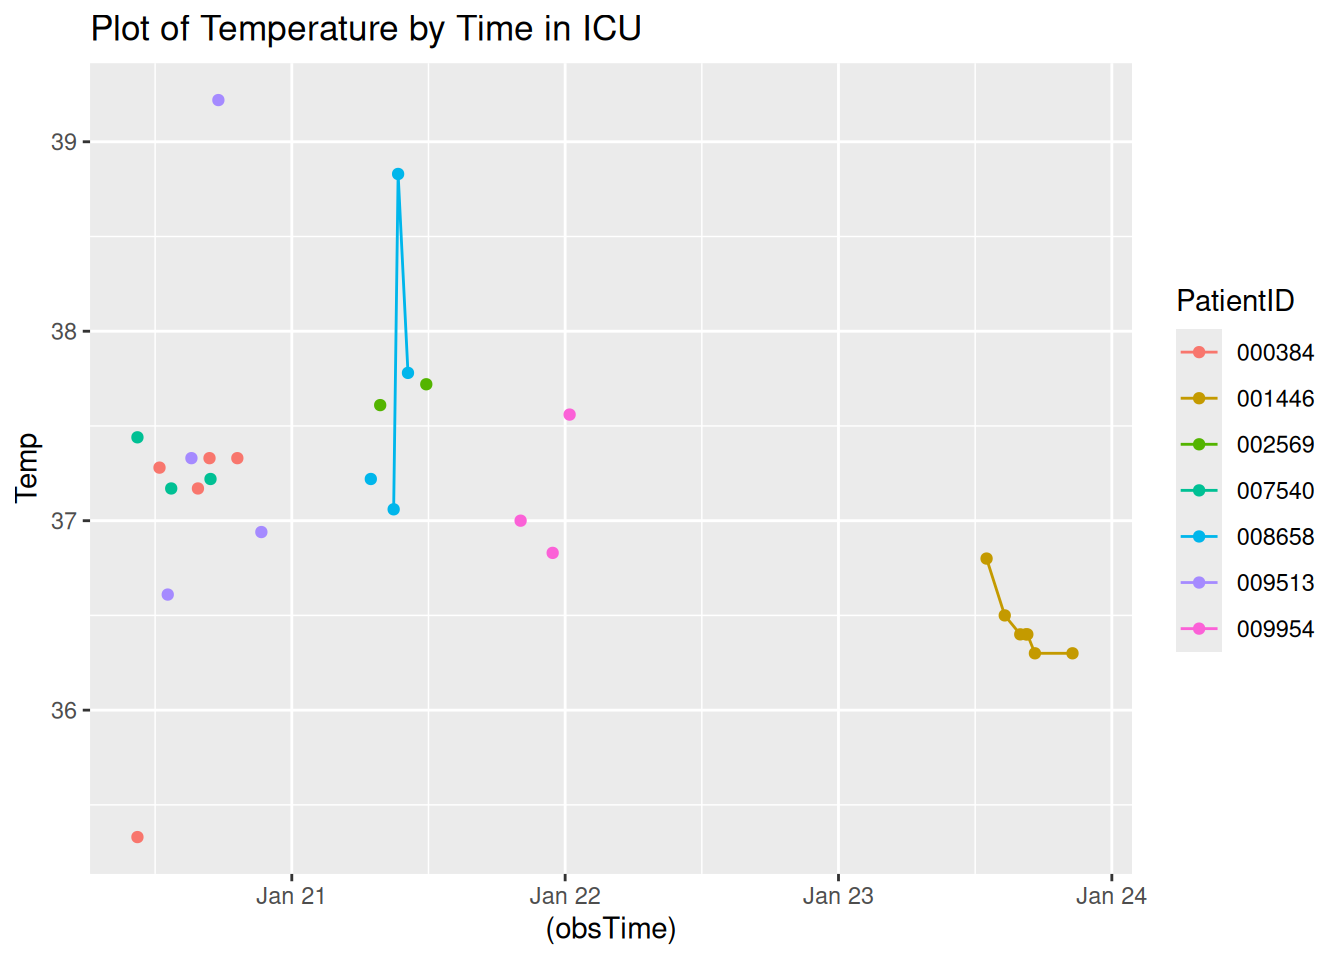 Plot of Temperature by Time in ICU
39
38
37
36
Temp
Jan 21
Jan 22
Jan 23
Jan 24
(obsTime)
PatientID
000384
001446
002569
007540
008658
009513
009954